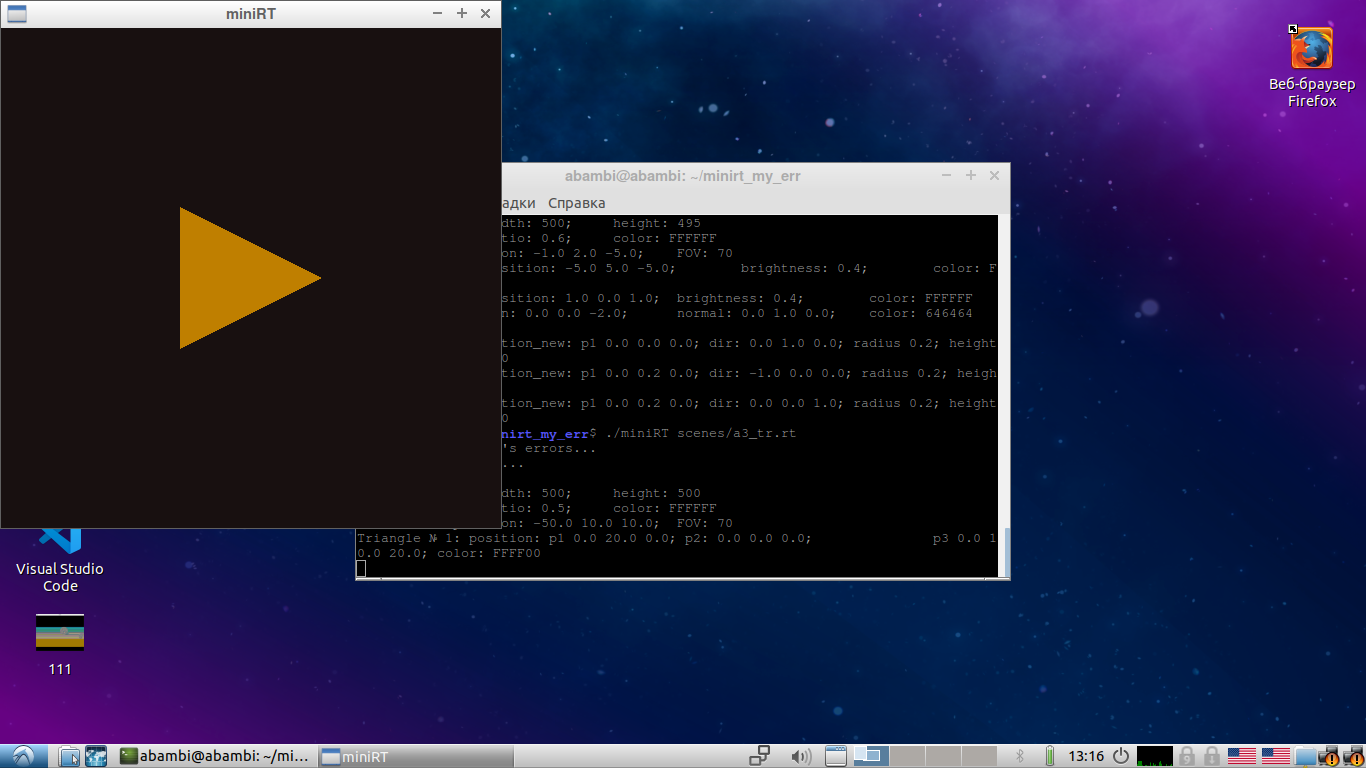 miniRT
Веб-браузер
Firefox
abambi@abambi: ~/minirt_my_err
адки Справка
dth: 500; height: 495
tio: 0.6; color: FFFFFF
on: -1.0 2.0 -5.0; FOV: 70
sition: -5.0 5.0 -5.0; brightness: 0.4; color: F
sition: 1.0 0.0 1.0; brightness: 0.4; color: FFFFFF
n: 0.0 0.0 -2.0; normal: 0.0 1.0 0.0; color: 646464
tion_new: p1 0.0 0.0 0.0; dir: 0.0 1.0 0.0; radius 0.2; height
0
tion_new: p1 0.0 0.2 0.0; dir: -1.0 0.0 0.0; radius 0.2; heigh
tion_new: p1 0.0 0.2 0.0; dir: 0.0 0.0 1.0; radius 0.2; height
0
nirt_my_err$ ./miniRT scenes/a3_tr.rt
's errors...
...
dth: 500; height: 500
tio: 0.5; color: FFFFFF
on: -50.0 10.0 10.0; FOV: 70
Triangle № 1: position: p1 0.0 20.0 0.0; p2: 0.0 0.0 0.0; p3 0.0 1
0.0 20.0; color: FFFF00
Visual Studio
Code
111
abambi@abambi: ~/mi... miniRT 13:16